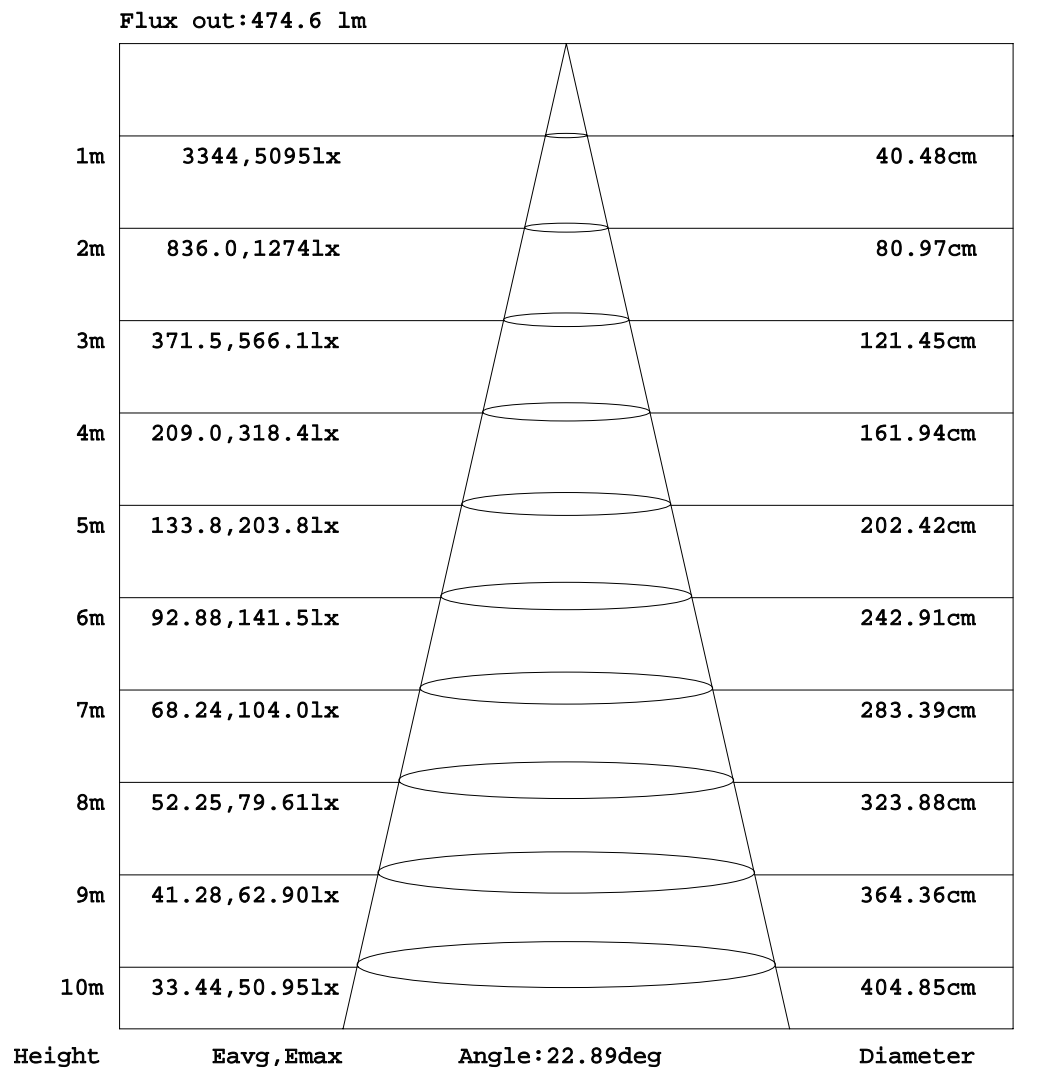 Flux out:474.6 lm
1m 3344,5095lx 40.48cm
2m 836.0,1274lx 80.97cm
3m 371.5,566.1lx 121.45cm
4m 209.0,318.4lx 161.94cm
5m 133.8,203.8lx 202.42cm
6m 92.88,141.5lx 242.91cm
7m 68.24,104.0lx 283.39cm
8m 52.25,79.61lx 323.88cm
9m 41.28,62.90lx 364.36cm
10m 33.44,50.95lx 404.85cm
Height Eavg,Emax Angle:22.89deg Diameter